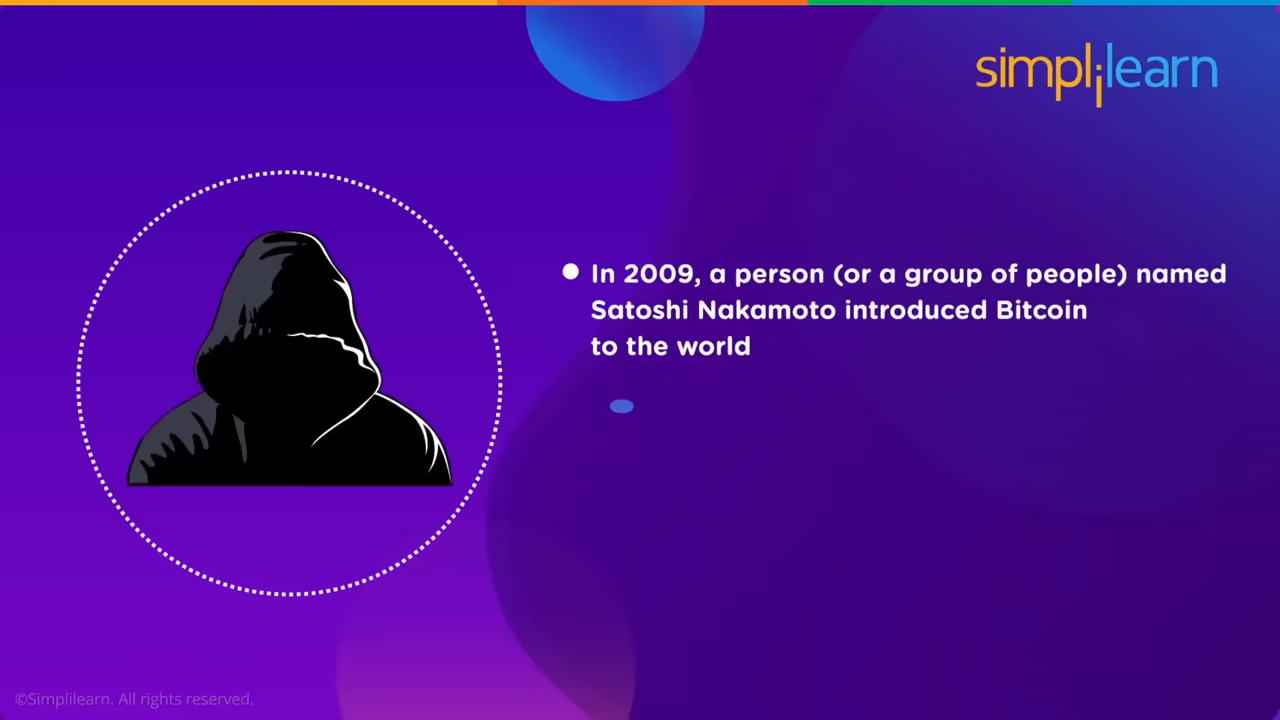 simplilearn
In 2009, a person (or a group of people) named
Satoshi Nakamoto introduced Bitcoin
to the world
©Simplilearn. All rights reserved.